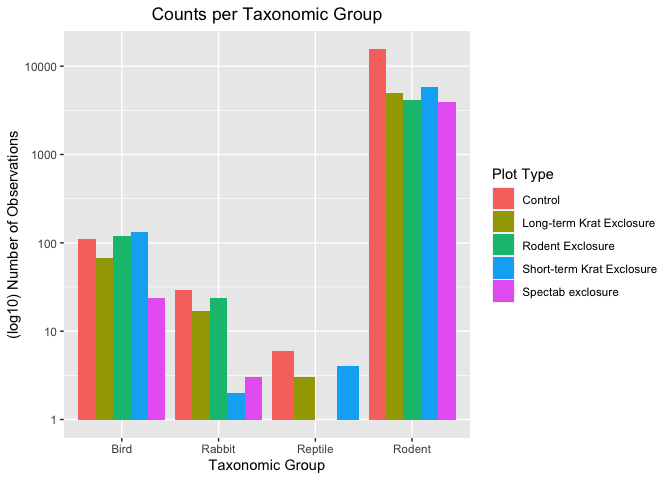 Counts per Taxonomic Group
(log10) Number of Observations
10000
1000
100
10
1
Bird
Rabbit
Reptile
Rodent
Taxonomic Group
Plot Type
Control
Long-term Krat Exclosure
Rodent Exclosure
Short-term Krat Exclosure
Spectab exclosure